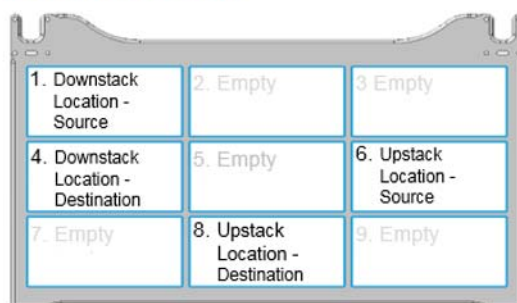 1. Downstack
Location -
Source
2. Empty
3 Empty
4. Downstack
Location -
Destination
5. Empty
6. Upstack
Location -
Source
7. Empty
8. Upstack
Location -
Destination
9. Empty